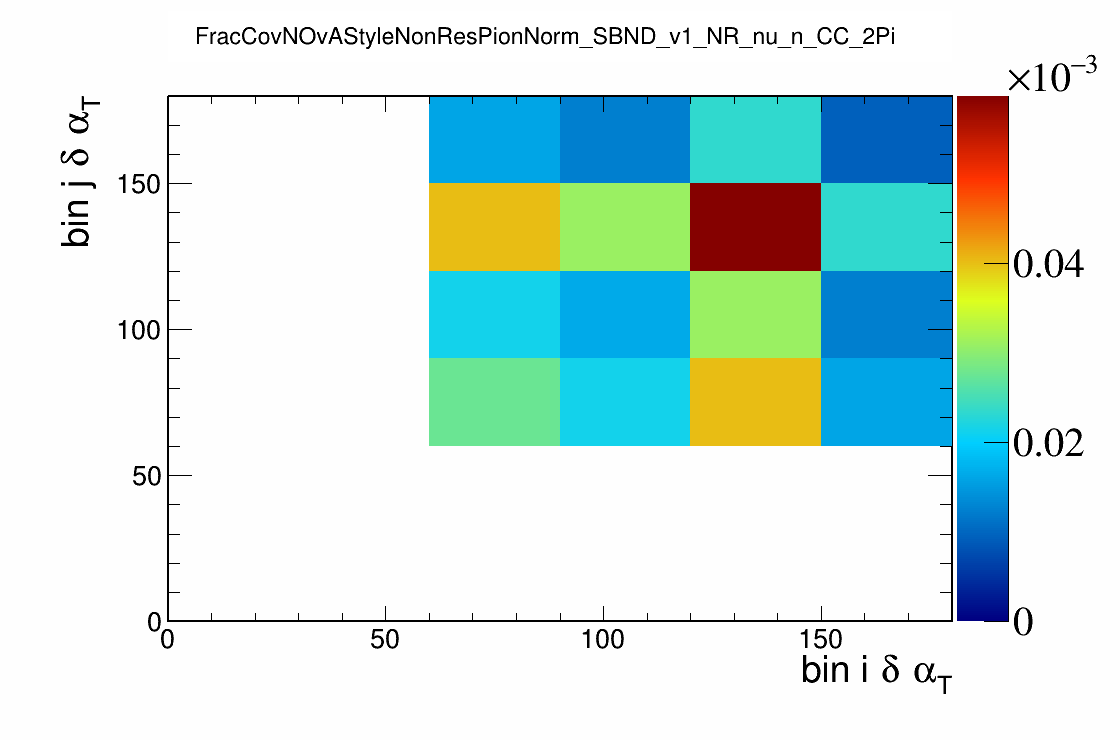 FracCovNOvAStyleNonResPionNorm_SBND_v1_NR_nu_n_CC_2Pi
×10⁻³
bin j δ α_T
150
100
50
0
0.04
0.02
0
0 50 100 150
bin i δ α_T